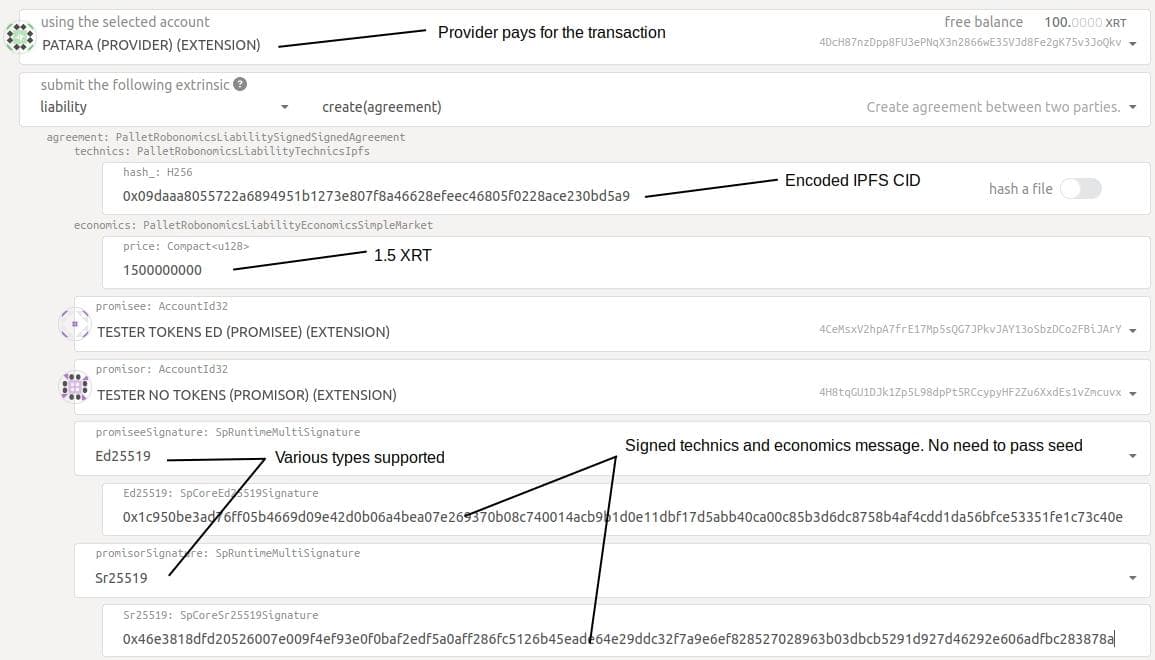 using the selected account
free balance 100.0000 XRT
PATARA (PROVIDER) (EXTENSION)
Provider pays for the transaction
4DcH87nzDpp8FU3ePNqX3n2866wE35VJd8Fe2gK75v3JoQkv
submit the following extrinsic ?
liability
create(agreement)
Create agreement between two parties.
agreement: PalletRobonomicsLiabilitySignedSignedAgreement
technics: PalletRobonomicsLiabilityTechnicsIpfs
hash_: H256
0x09daaa8055722a6894951b1273e807f8a46628efeec46805f0228ace230bd5a9
Encoded IPFS CID
hash a file
economics: PalletRobonomicsLiabilityEconomicsSimpleMarket
price: Compact<u128>
1500000000
1.5 XRT
promisee: AccountId32
TESTER TOKENS ED (PROMISEE) (EXTENSION)
4CeMsxV2hpA7frE17Mp5sQG7JPkvJAY13oSbzDCo2FBiJArY
promisor: AccountId32
TESTER NO TOKENS (PROMISOR) (EXTENSION)
4H8tqGU1DJk1Zp5L98dpPt5RCcypyHF2Zu6XxdEs1vZmcuvx
promiseeSignature: SpRuntimeMultiSignature
Ed25519
Various types supported
Signed technics and economics message. No need to pass seed
Ed25519: SpCoreEd25519Signature
0x1c950be3ad76ff05b4669d09e42d0b06a4bea07e269370b08c740014acb9b1d0e11dbf17d5abb40ca00c85b3d6dc8758b4af4cdd1da56bfce53351fe1c73c40e
promisorSignature: SpRuntimeMultiSignature
Sr25519
Sr25519: SpCoreSr25519Signature
0x46e3818dfd20526007e009f4ef93e0f0baf2edf5a0aff286fc5126b45eade64e29ddc32f7a9e6ef828527028963b03dbcb5291d927d46292e606adfbc283878a